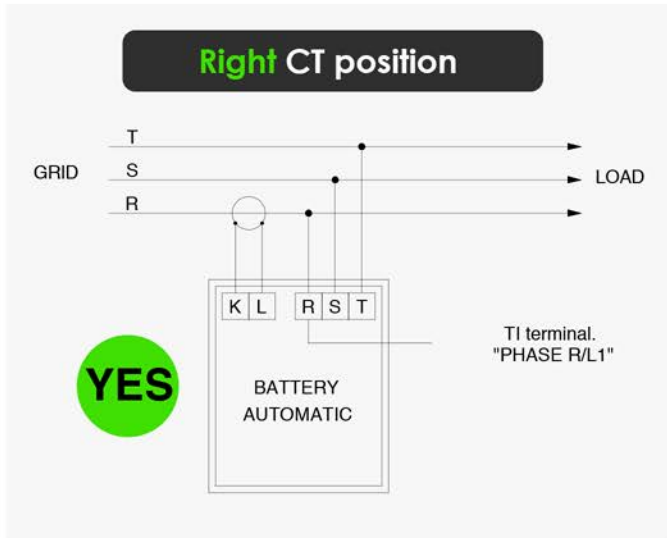 Right CT position
T
GRID
S
LOAD
R
K L R S T
TI terminal.
"PHASE R/L1"
YES
BATTERY
AUTOMATIC